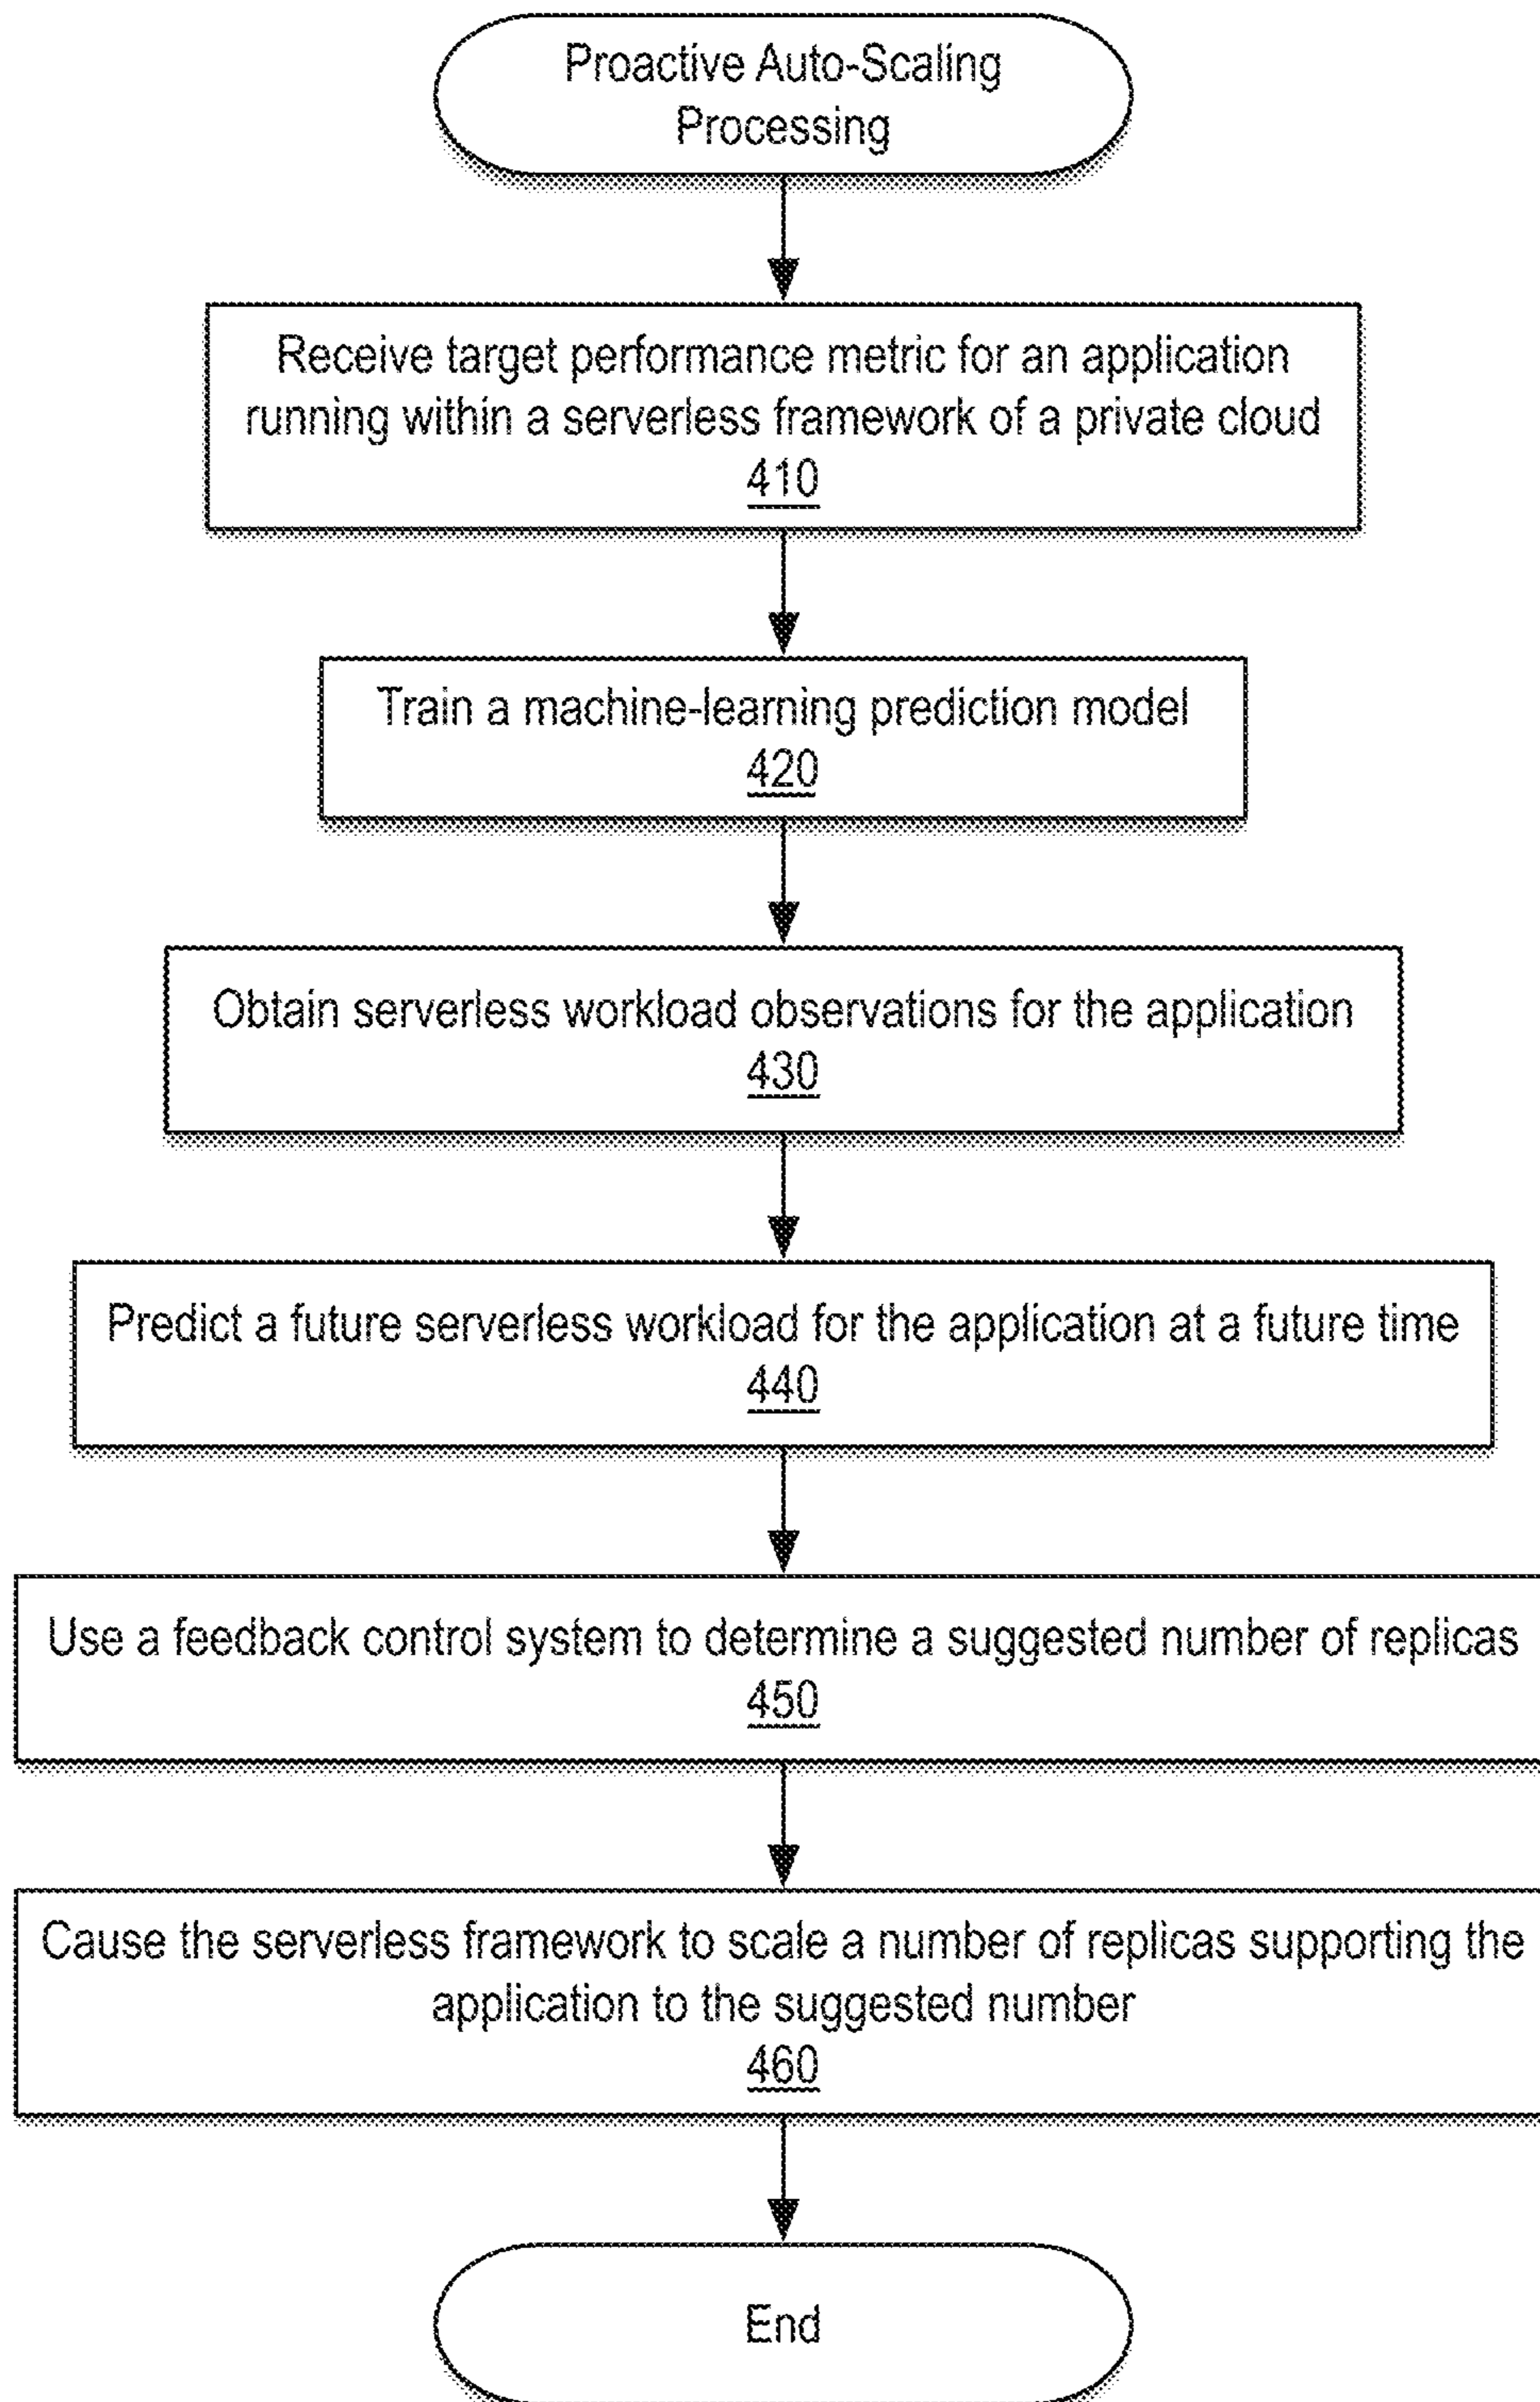 Proactive Auto-Scaling
Processing
Receive target performance metric for an application
running within a serverless framework of a private cloud
410
Train a machine-learning prediction model
420
Obtain serverless workload observations for the application
430
Predict a future serverless workload for the application at a future time
440
Use a feedback control system to determine a suggested number of replicas
450
Cause the serverless framework to scale a number of replicas supporting the
application to the suggested number
460
End